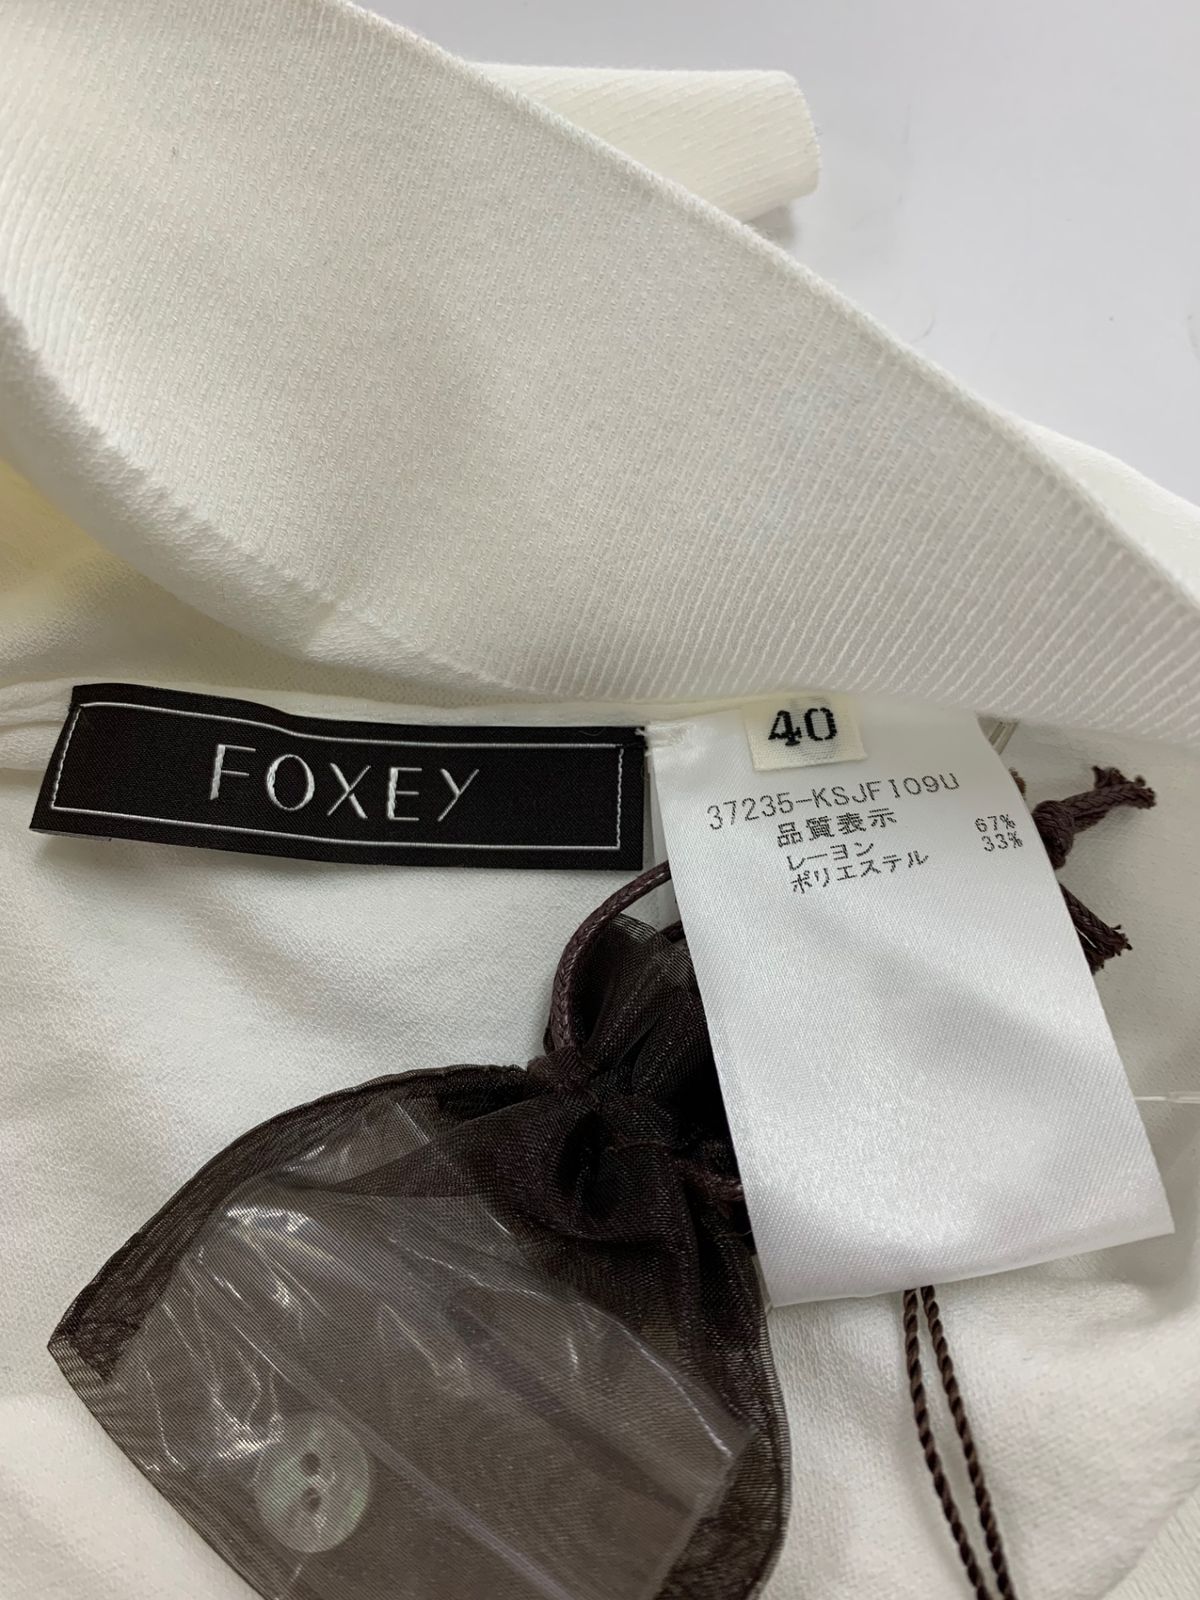 FOXEY
40
37235-KSJFI09U
品質表示
レーヨン 67%
ポリエステル 33%